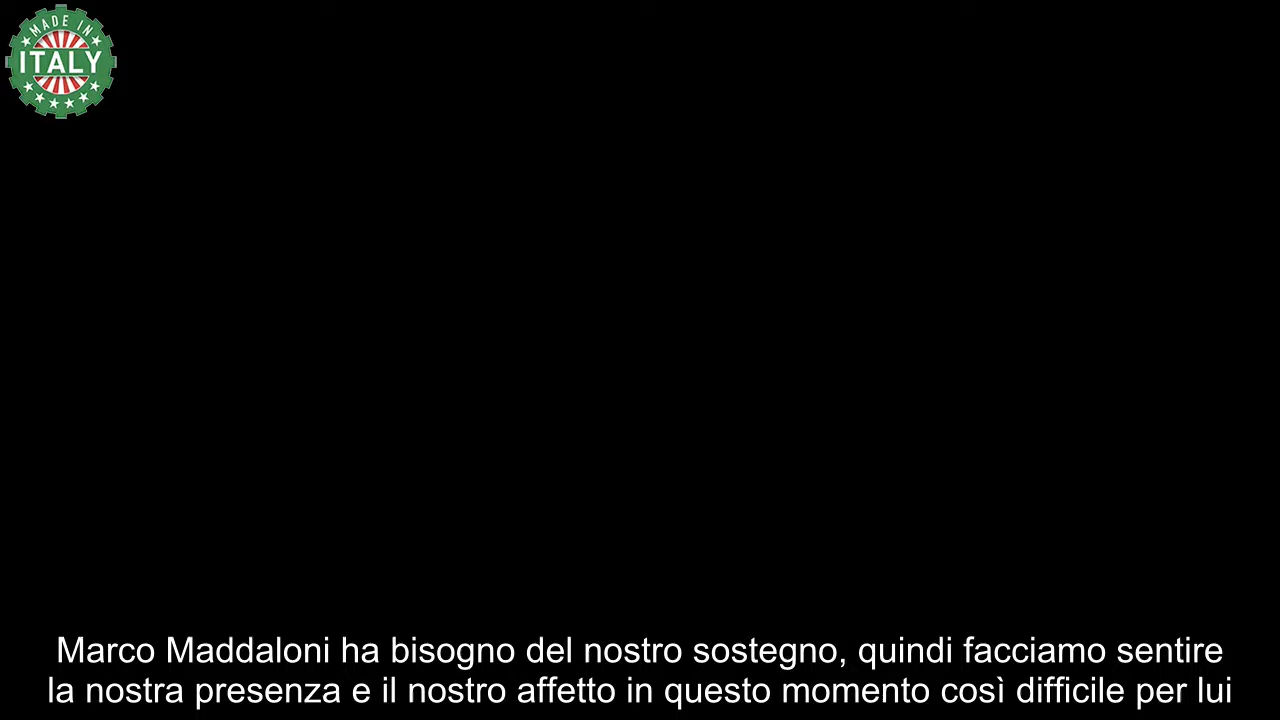 MADE IN
ITALY
Marco Maddaloni ha bisogno del nostro sostegno, quindi facciamo sentire
la nostra presenza e il nostro affetto in questo momento così difficile per lui